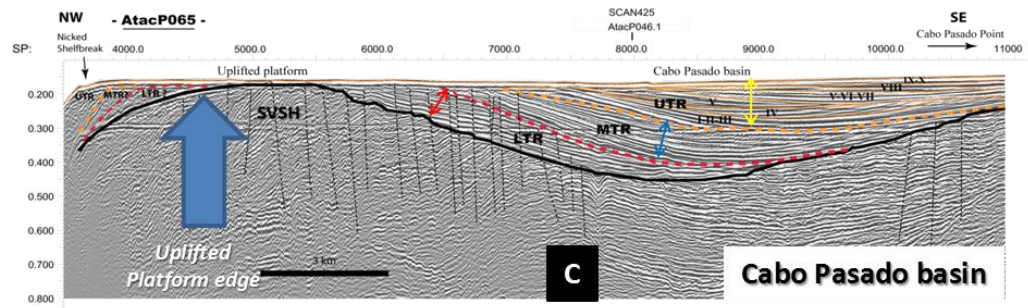 SCAN425
NW - AtacP065 - AtacP046.1 SE
Nicked
Shelfbreak
Cabo Pasado Point
SP: 4000.0 5000.0 6000.0 7000.0 8000.0 9000.0 10000.0 11000
Uplifted platform Cabo Pasado basin
IX-X
VIII
UTR MTR? LTR ? UTR V V-VI-VII
0.200
SVSH IV
I-II-III
0.300
LTR MTR
0.400
0.500
0.600
Uplifted
Platform edge
3 km
0.700
C Cabo Pasado basin
0.800